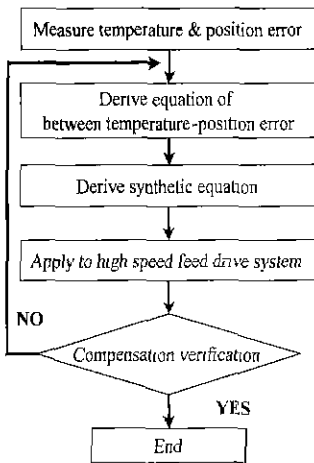 Measure temperature & position error
Derive equation of
between temperature-position error
Derive synthetic equation
Apply to high speed feed drive system
NO
Compensation verification
YES
End